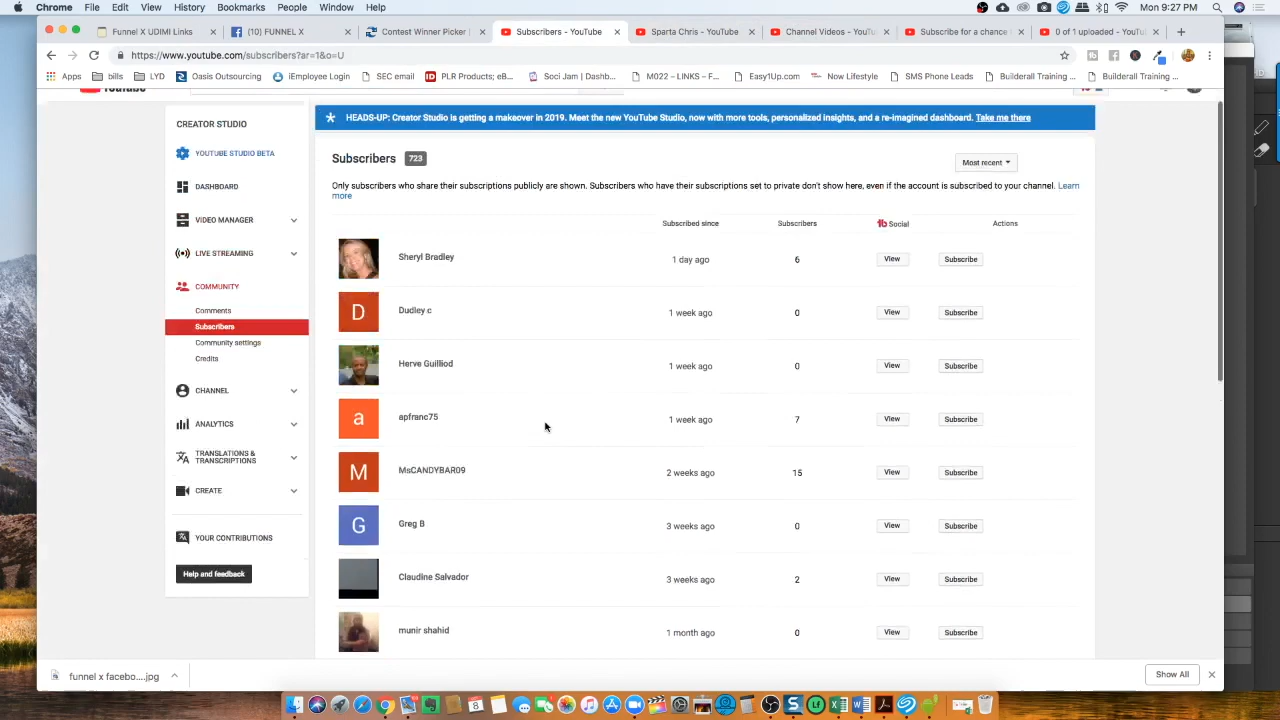 Chrome File Edit View History Bookmarks People Window Help Mon 9:27 PM
Funnel X UDIMI Links
(10) FUNNEL X
Contest Winner Picker |
Subscribers - YouTube
Sparta Chris - YouTube
Channel Videos - YouTu
Subscribe for a chance
0 of 1 uploaded - YouTu
https://www.youtube.com/subscribers?ar=1&o=U
Apps
bills
LYD
Oasis Outsourcing
iEmployee Login
SEC email
PLR Products; eB...
Soci Jam | Dashb...
M022 – LINKS – F...
Easy1Up.com
Now Lifestyle
SMS Phone Leads
Builderall Training ...
Builderall Training ...
CREATOR STUDIO
YOUTUBE STUDIO BETA
DASHBOARD
VIDEO MANAGER
LIVE STREAMING
COMMUNITY
Comments
Subscribers
Community settings
Credits
CHANNEL
ANALYTICS
TRANSLATIONS &
TRANSCRIPTIONS
CREATE
YOUR CONTRIBUTIONS
Help and feedback
HEADS-UP: Creator Studio is getting a makeover in 2019. Meet the new YouTube Studio, now with more tools, personalized insights, and a re-imagined dashboard. Take me there
Subscribers 723
Most recent
Only subscribers who share their subscriptions publicly are shown. Subscribers who have their subscriptions set to private don't show here, even if the account is subscribed to your channel. Learn
more
Subscribed since Subscribers tb Social Actions
Sheryl Bradley 1 day ago 6 View Subscribe
D Dudley c 1 week ago 0 View Subscribe
Herve Guilliod 1 week ago 0 View Subscribe
a apfranc75 1 week ago 7 View Subscribe
M MsCANDYBAR09 2 weeks ago 15 View Subscribe
G Greg B 3 weeks ago 0 View Subscribe
Claudine Salvador 3 weeks ago 2 View Subscribe
munir shahid 1 month ago 0 View Subscribe
funnel x facebo....jpg
Show All